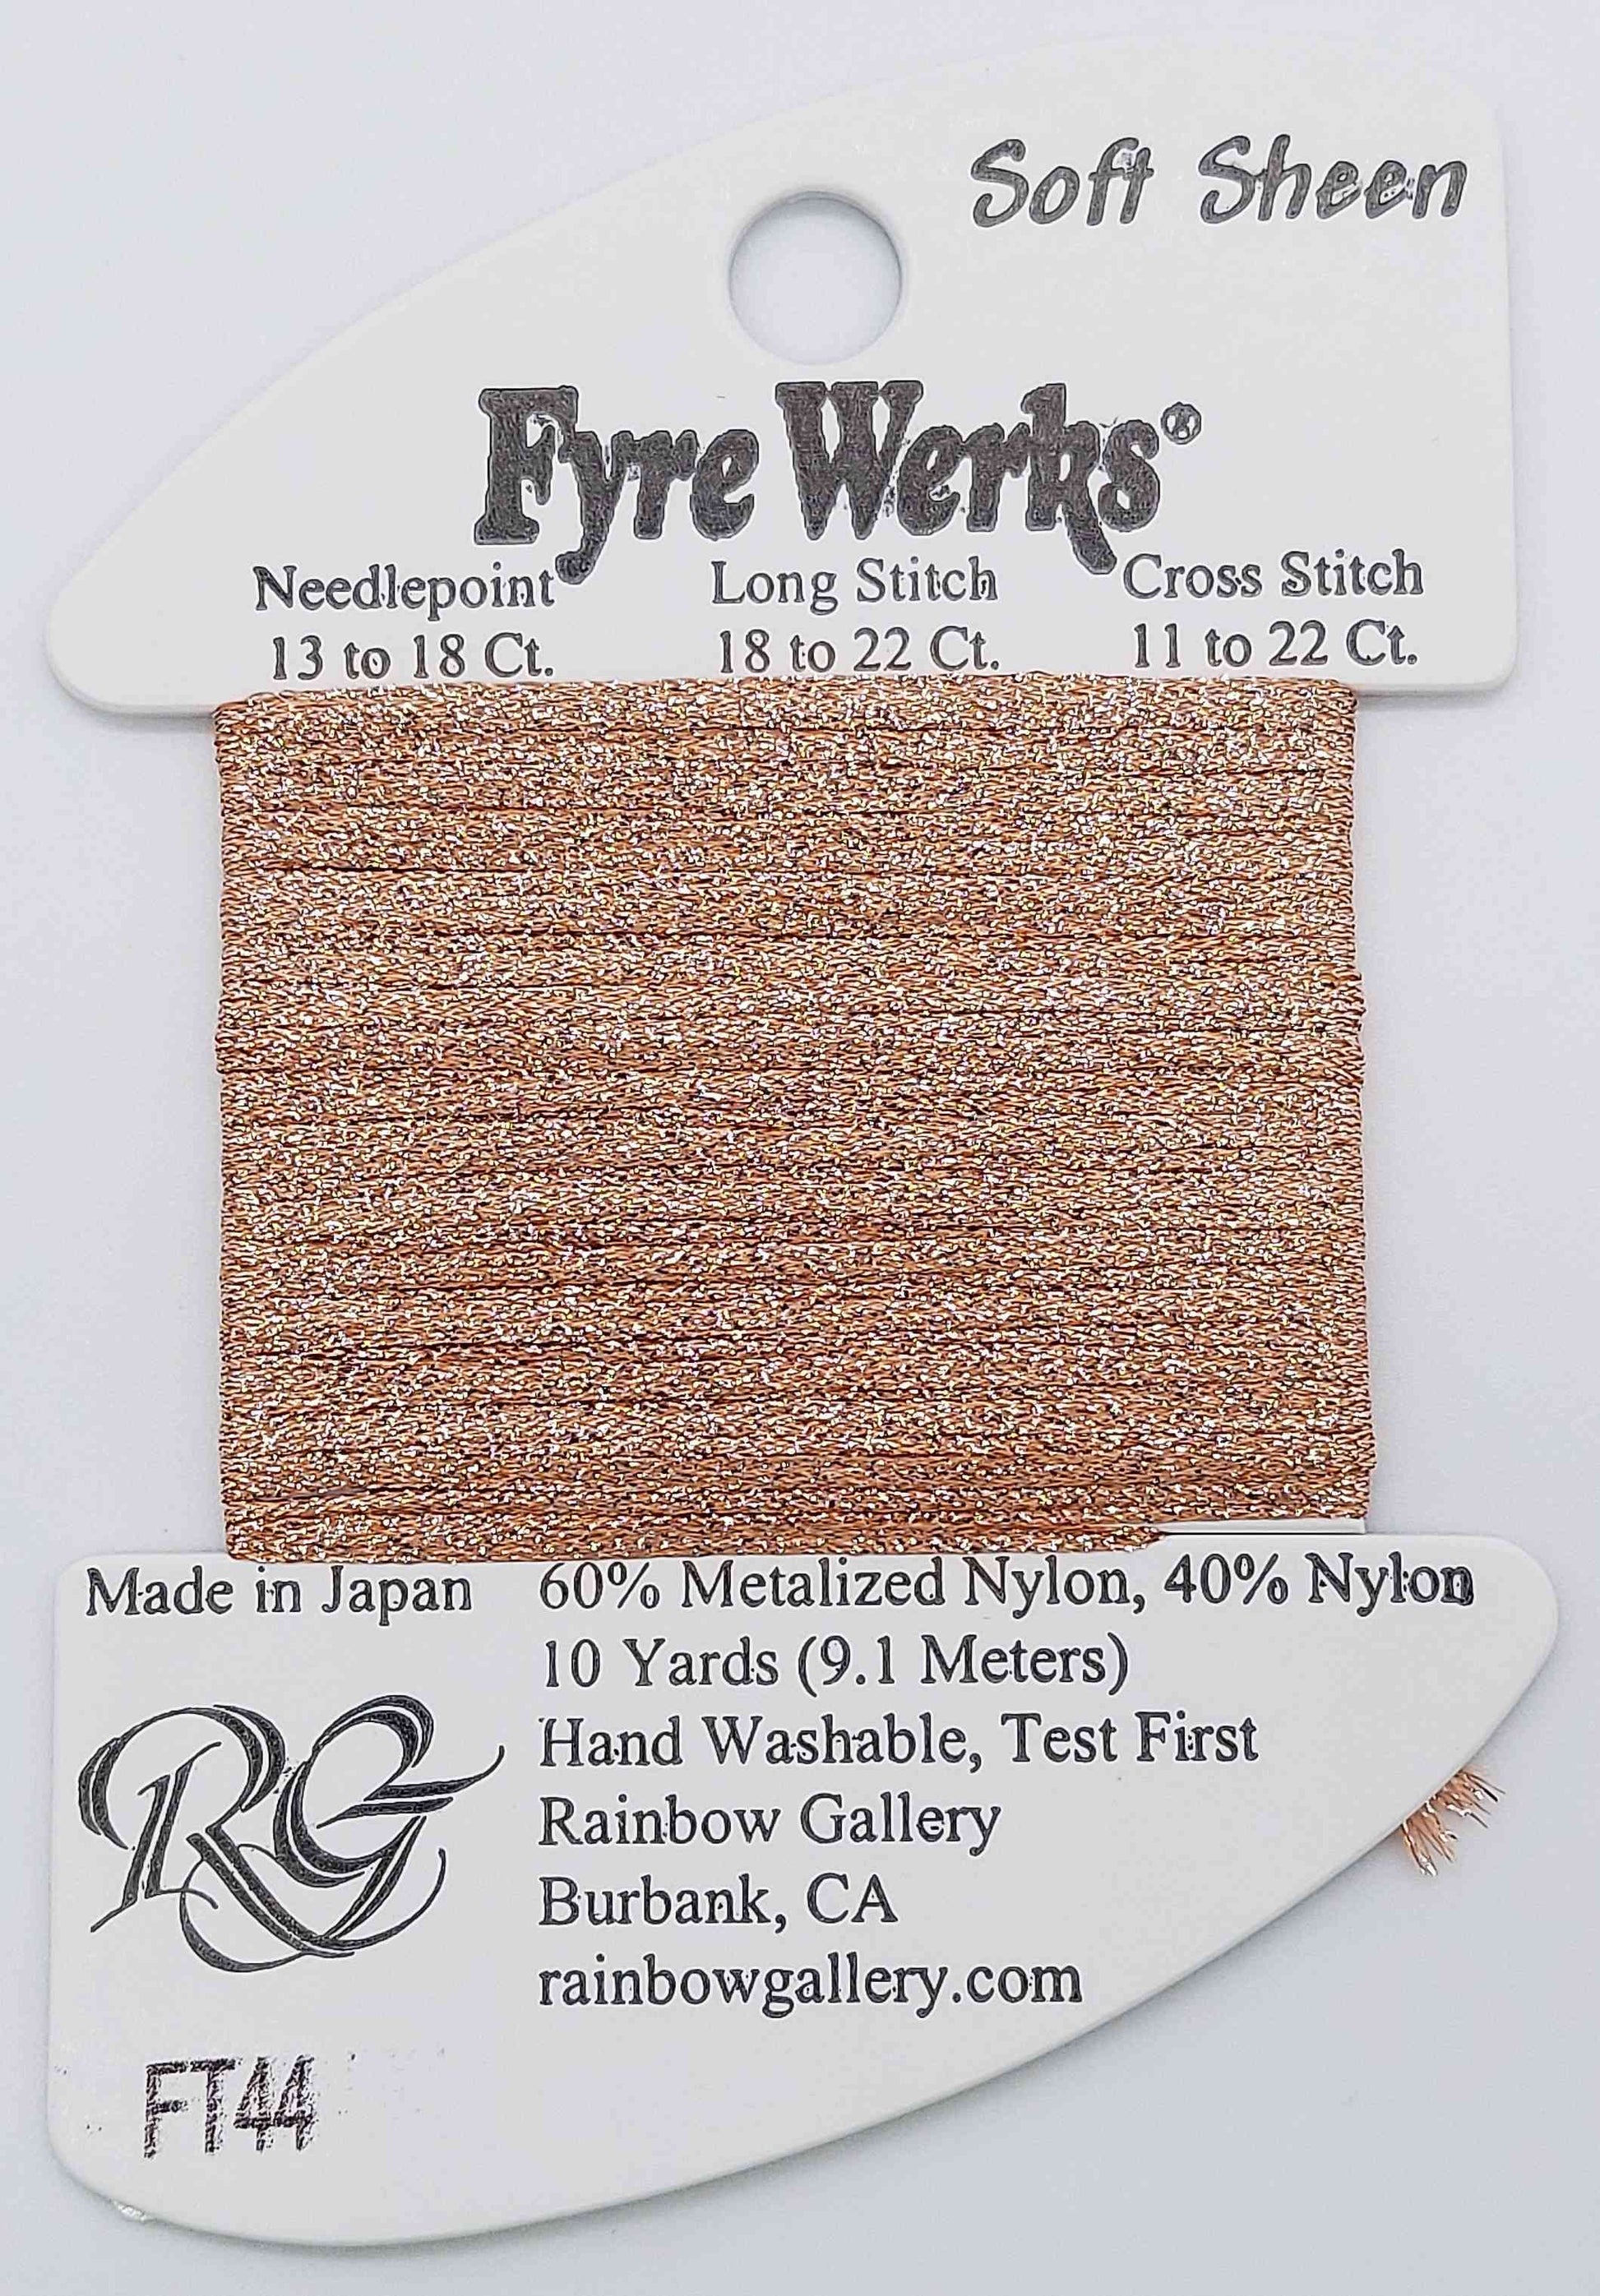 Soft Sheen
Fyre Werks®
Needlepoint Long Stitch Cross Stitch
13 to 18 Ct. 18 to 22 Ct. 11 to 22 Ct.
Made in Japan 60% Metalized Nylon, 40% Nylon
10 Yards (9.1 Meters)
Hand Washable, Test First
RG
Rainbow Gallery
Burbank, CA
rainbowgallery.com
FT44